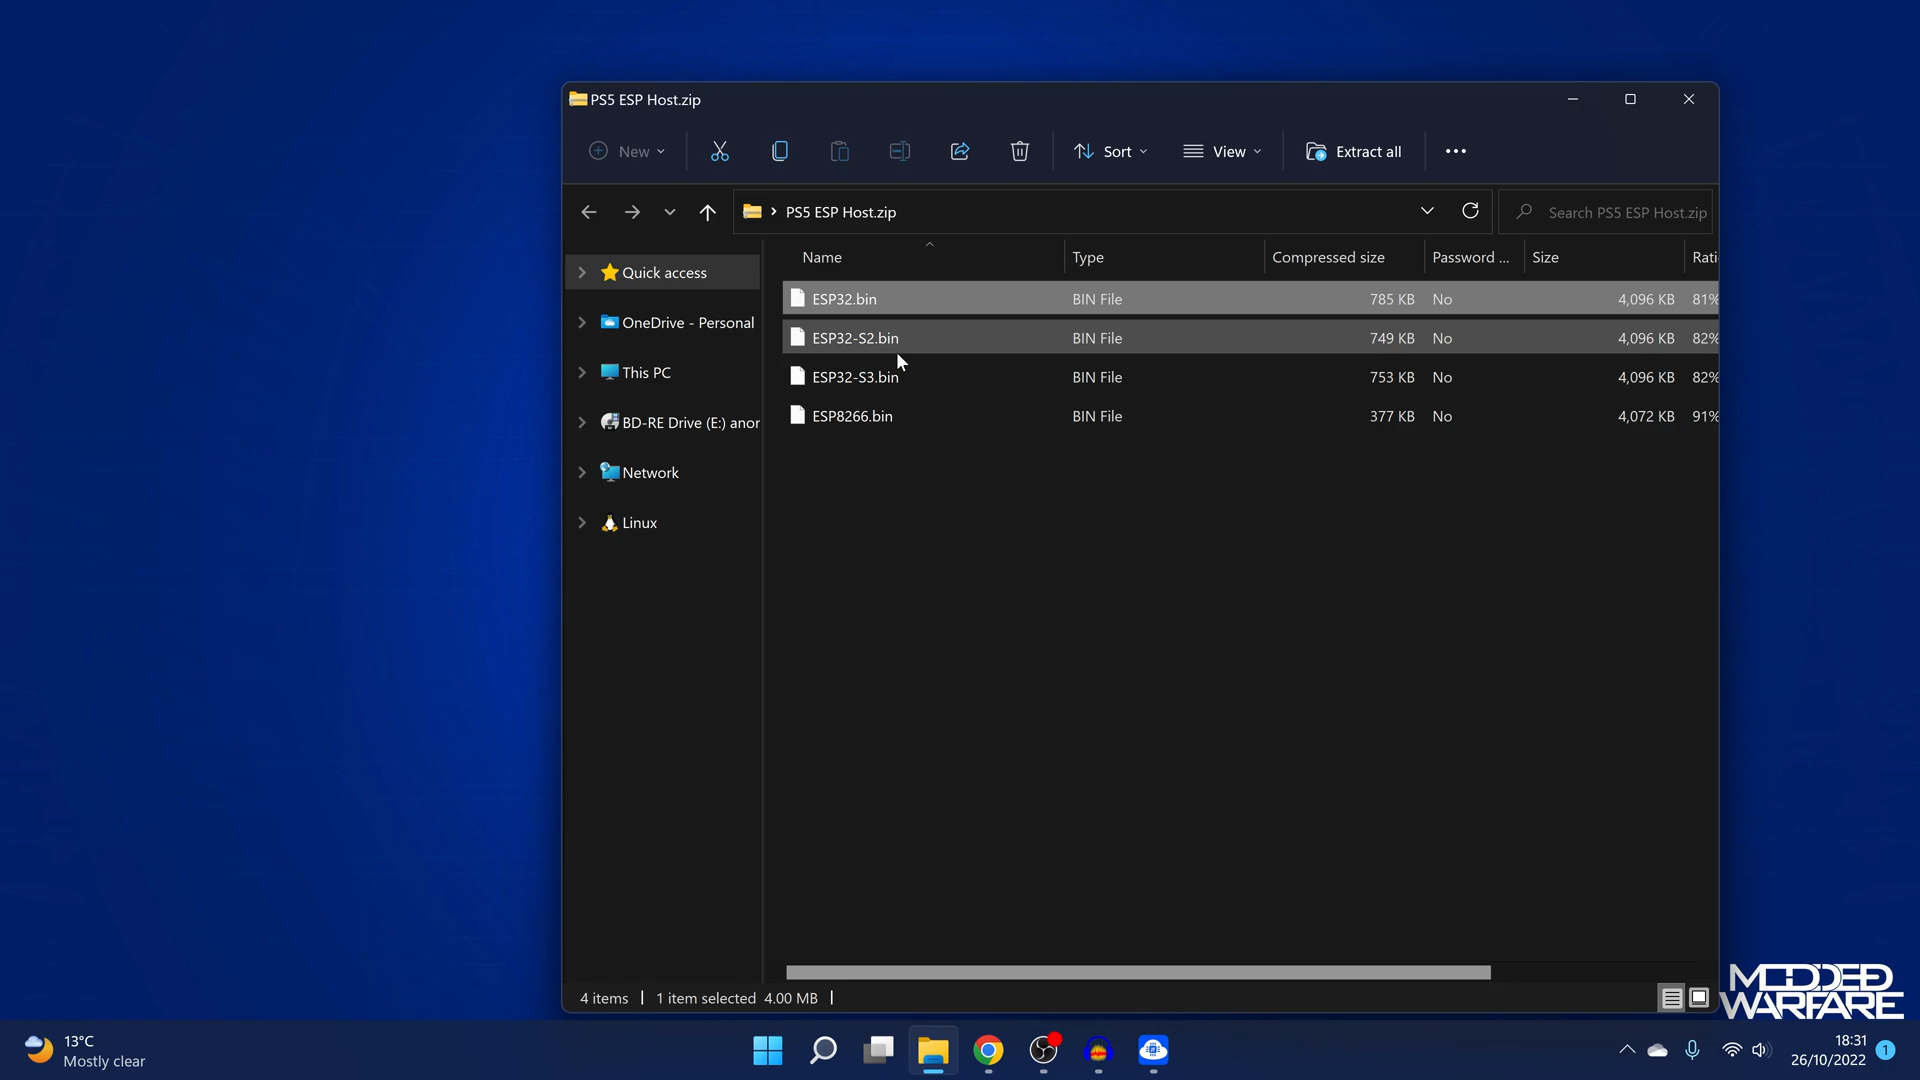 PS5 ESP Host.zip
New
Sort
View
Extract all
PS5 ESP Host.zip
Search PS5 ESP Host.zip
Name Type Compressed size Password ... Size Rati
Quick access
OneDrive - Personal
This PC
BD-RE Drive (E:) anor
Network
Linux
ESP32.bin BIN File 785 KB No 4,096 KB 81%
ESP32-S2.bin BIN File 749 KB No 4,096 KB 82%
ESP32-S3.bin BIN File 753 KB No 4,096 KB 82%
ESP8266.bin BIN File 377 KB No 4,072 KB 91%
4 items 1 item selected 4.00 MB
MODDED
WARFARE
13°C
Mostly clear
18:31
26/10/2022
1